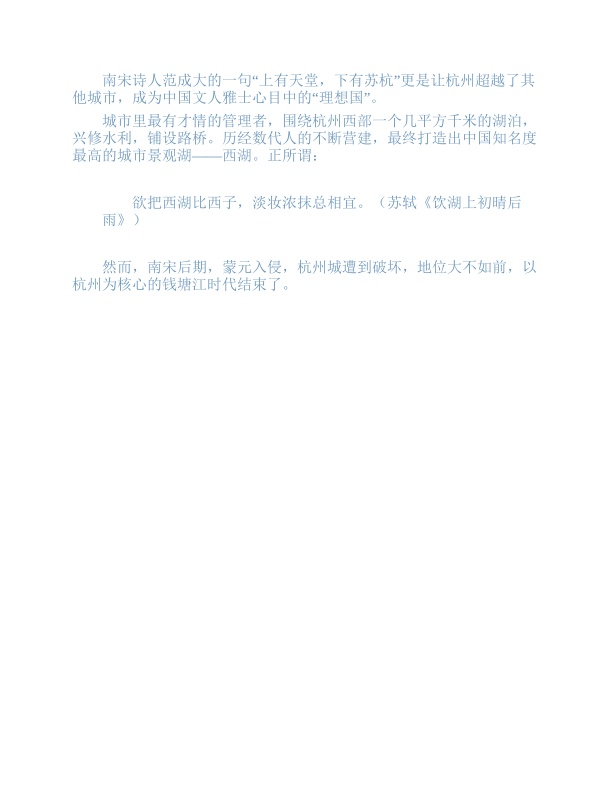 南宋诗人范成大的一句“上有天堂，下有苏杭”更是让杭州超越了其
他城市，成为中国文人雅士心目中的“理想国”。
城市里最有才情的管理者，围绕杭州西部一个几平方千米的湖泊，
兴修水利，铺设路桥。历经数代人的不断营建，最终打造出中国知名度
最高的城市景观湖——西湖。正所谓：
欲把西湖比西子，淡妆浓抹总相宜。（苏轼《饮湖上初晴后
雨》）
然而，南宋后期，蒙元入侵，杭州城遭到破坏，地位大不如前，以
杭州为核心的钱塘江时代结束了。